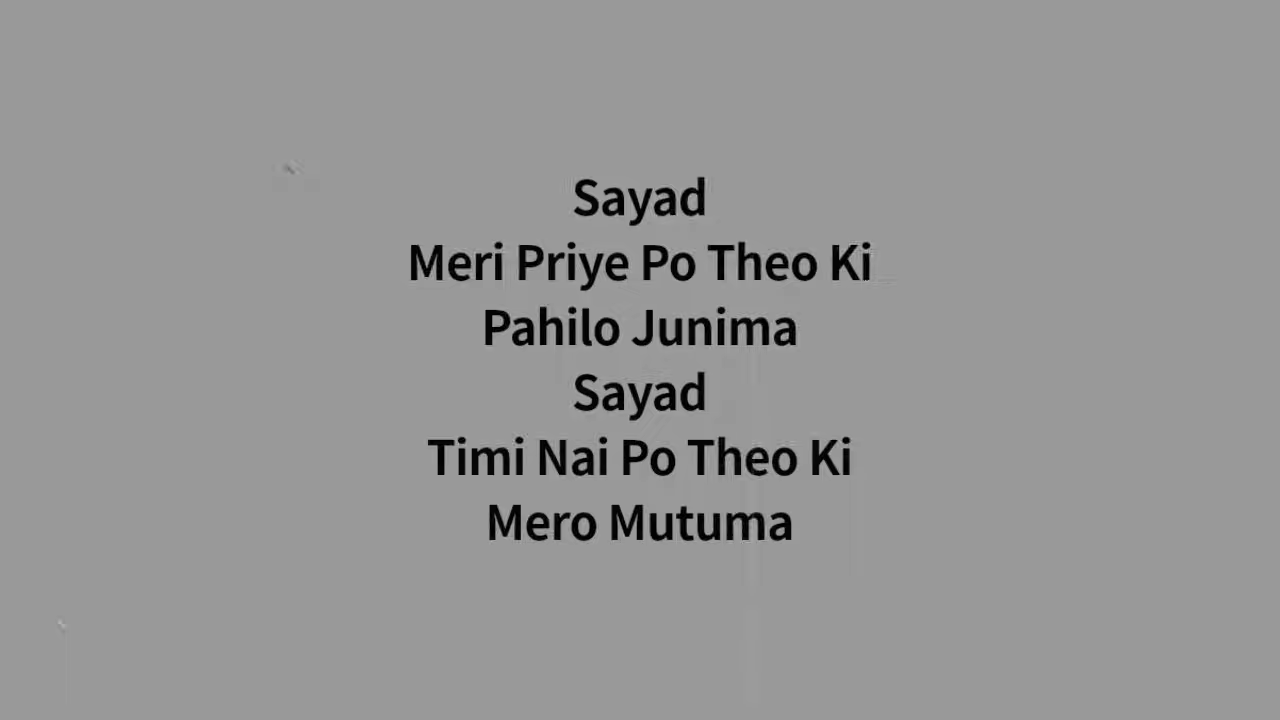 Sayad
Meri Priye Po Theo Ki
Pahilo Junima
Sayad
Timi Nai Po Theo Ki
Mero Mutuma